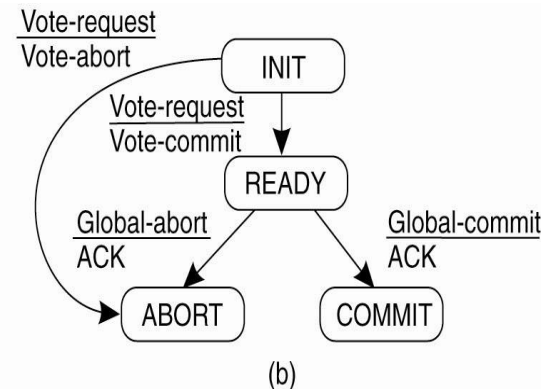 Vote-request
Vote-abort
INIT
Vote-request
Vote-commit
READY
Global-abort
ACK
Global-commit
ACK
ABORT
COMMIT
(b)